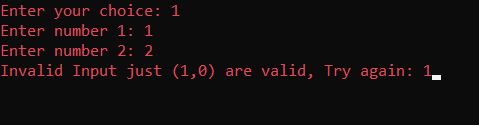 Enter your choice: 1
Enter number 1: 1
Enter number 2: 2
Invalid Input just (1,0) are valid, Try again: 1